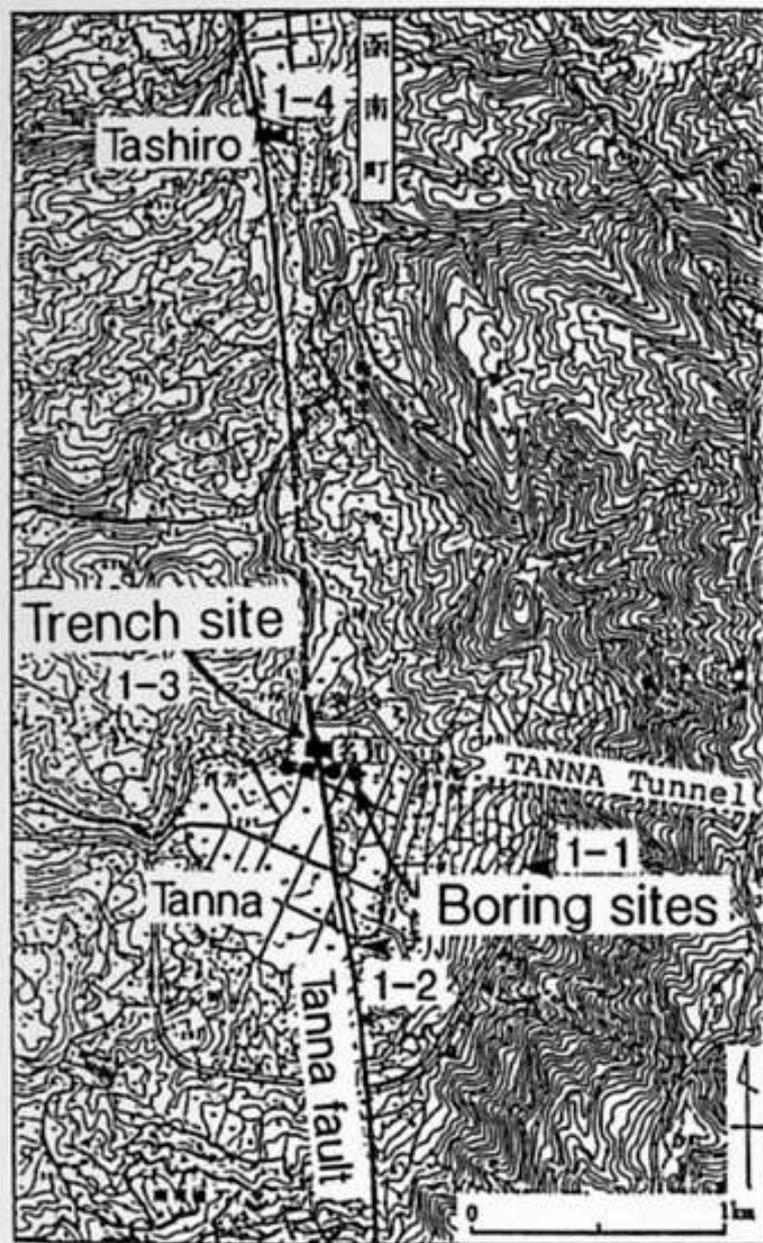 函南町
1-4
Tashiro
Trench site
1-3
TANNA Tunnel
1-1
Tanna
Boring sites
1-2
Tanna fault
0
1km